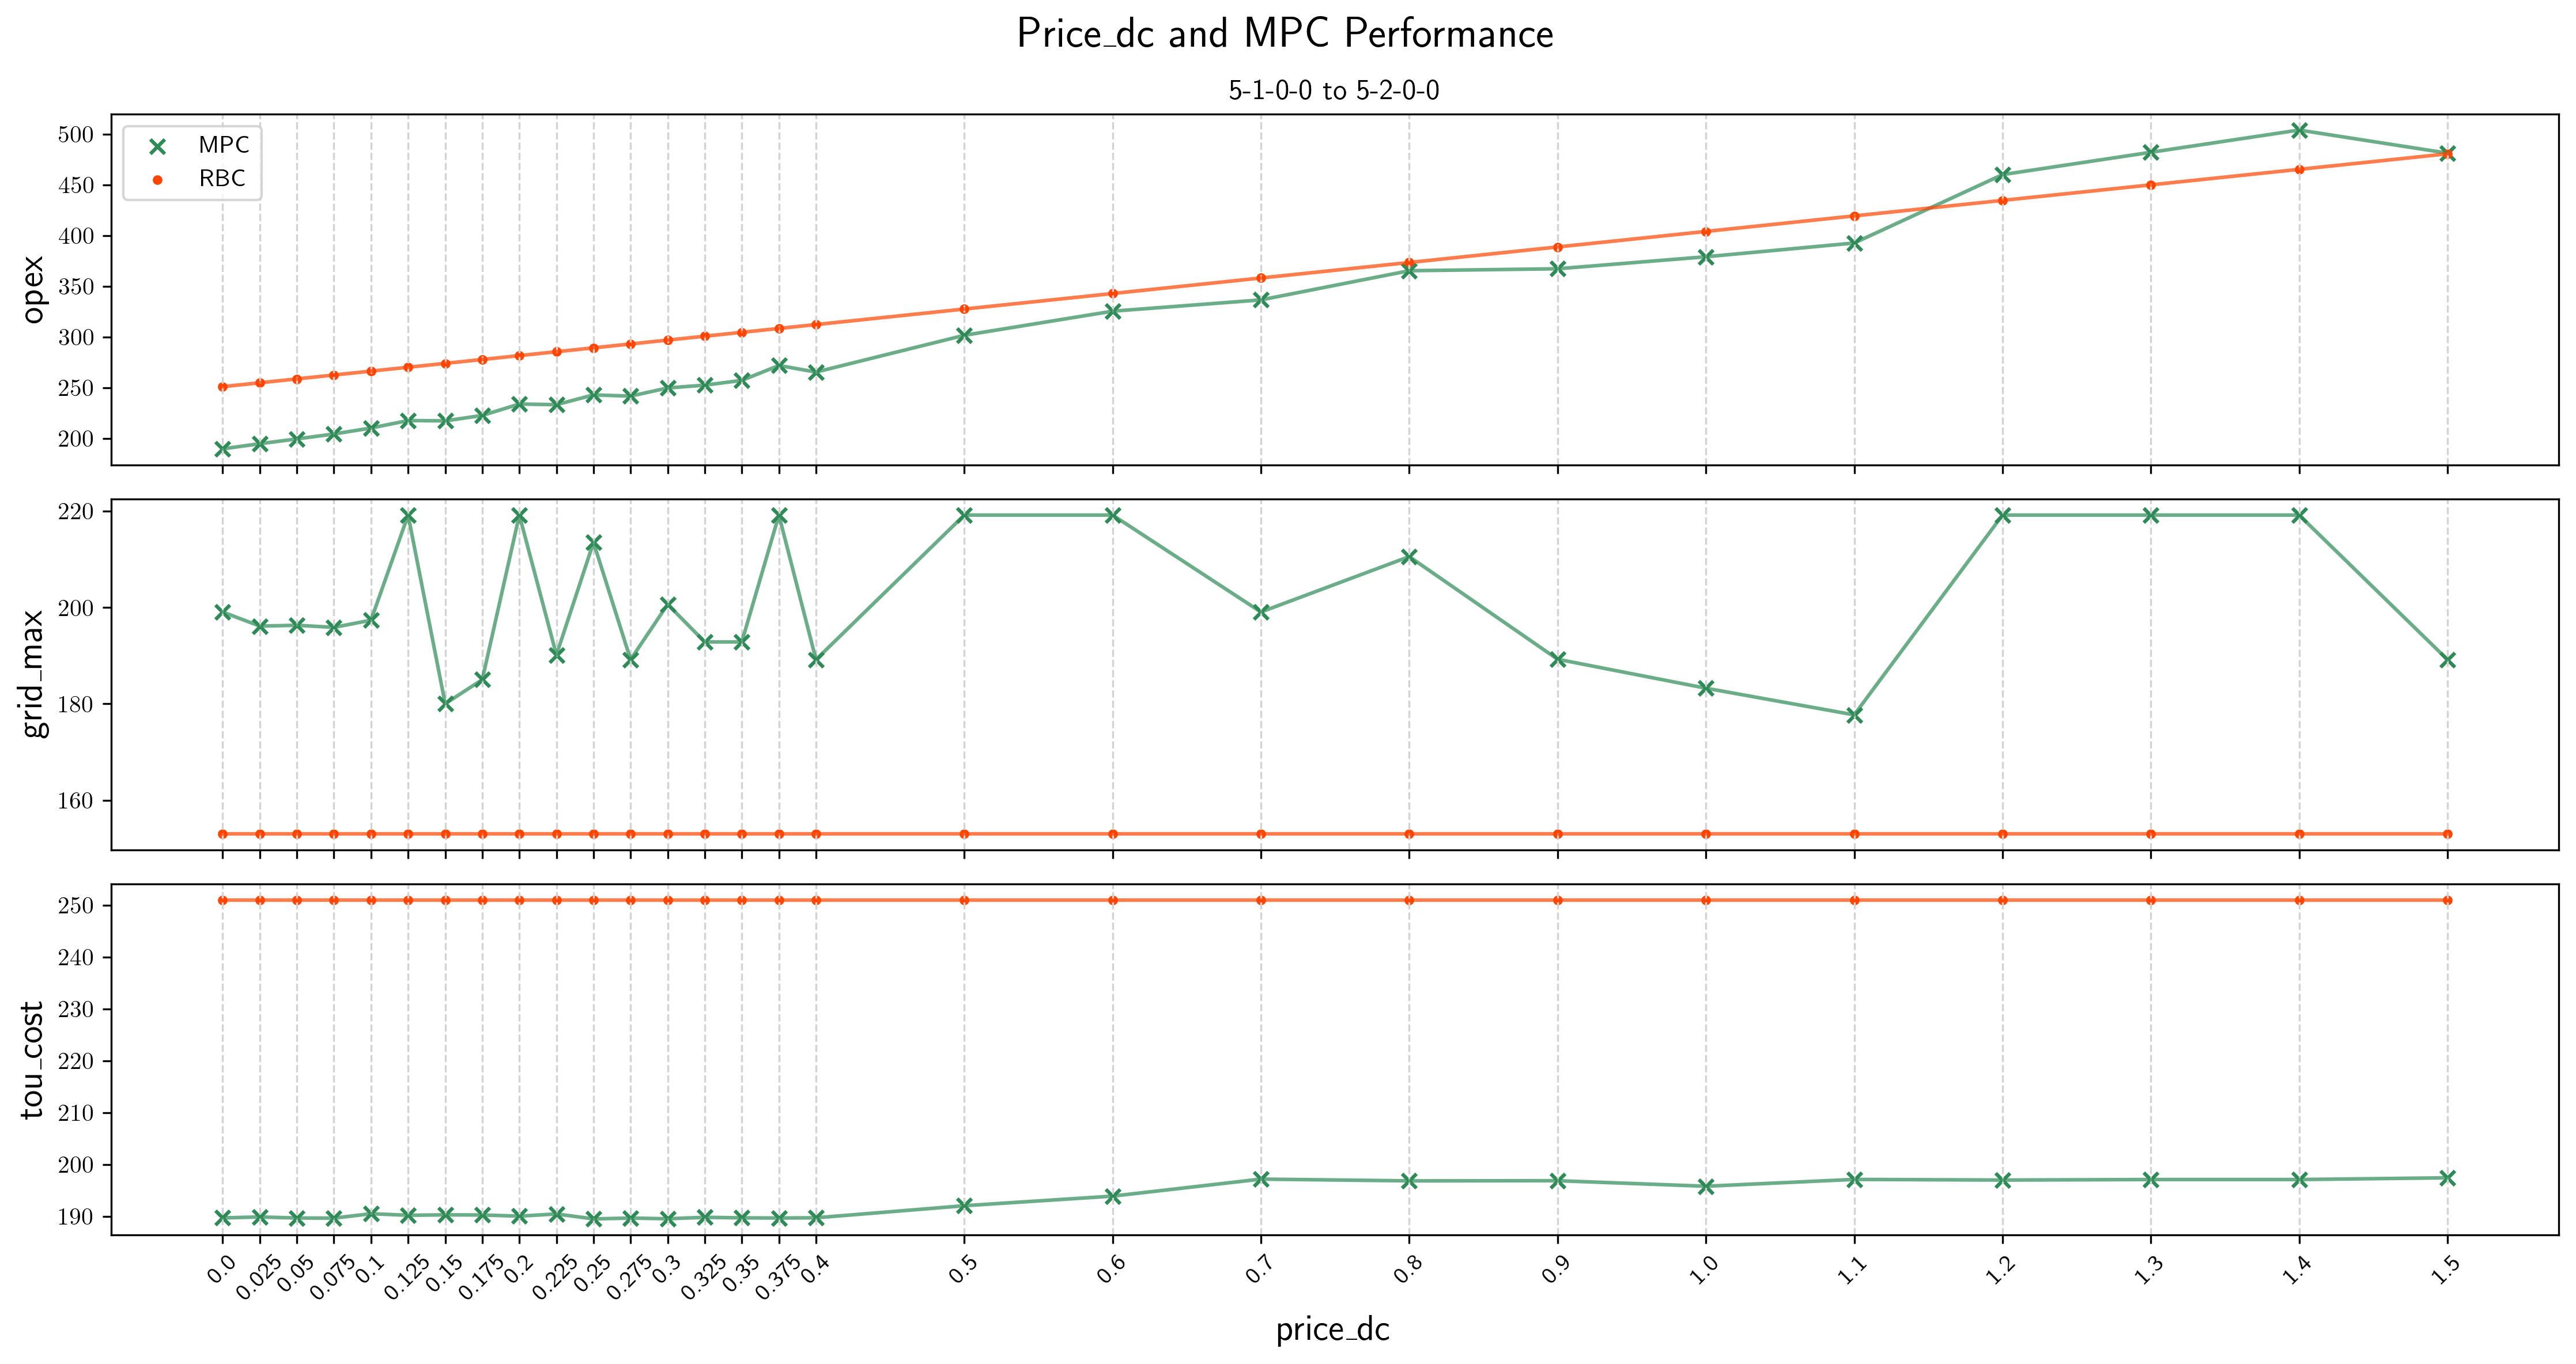 Price_dc and MPC Performance
5-1-0-0 to 5-2-0-0
MPC
RBC
opex
500
450
400
350
300
250
200
grid_max
220
200
180
160
tou_cost
250
240
230
220
210
200
190
0.0 0.025 0.05 0.075 0.1 0.125 0.15 0.175 0.2 0.225 0.25 0.275 0.3 0.325 0.35 0.375 0.4 0.5 0.6 0.7 0.8 0.9 1.0 1.1 1.2 1.3 1.4 1.5
price_dc